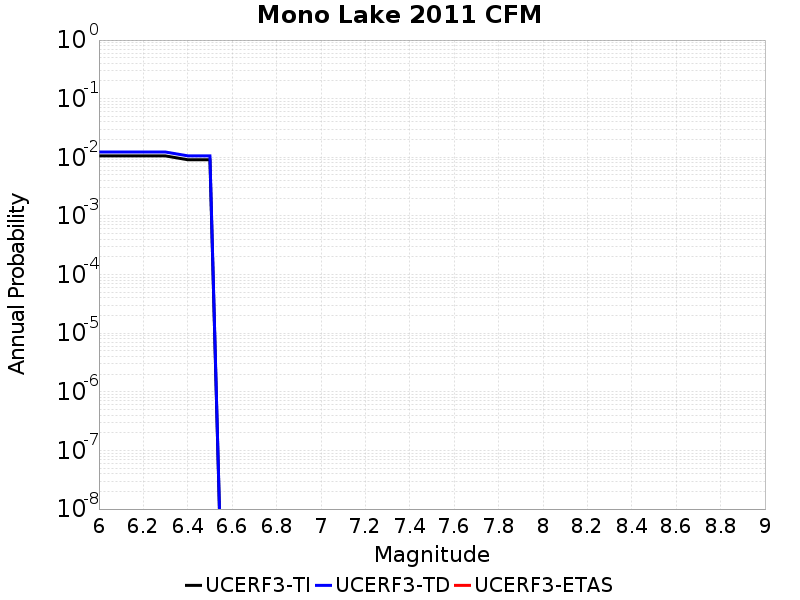 Mono Lake 2011 CFM
10^0
10^-1
10^-2
10^-3
10^-4
10^-5
10^-6
10^-7
10^-8
Annual Probability
6 6.2 6.4 6.6 6.8 7 7.2 7.4 7.6 7.8 8 8.2 8.4 8.6 8.8 9
Magnitude
UCERF3-TI UCERF3-TD UCERF3-ETAS